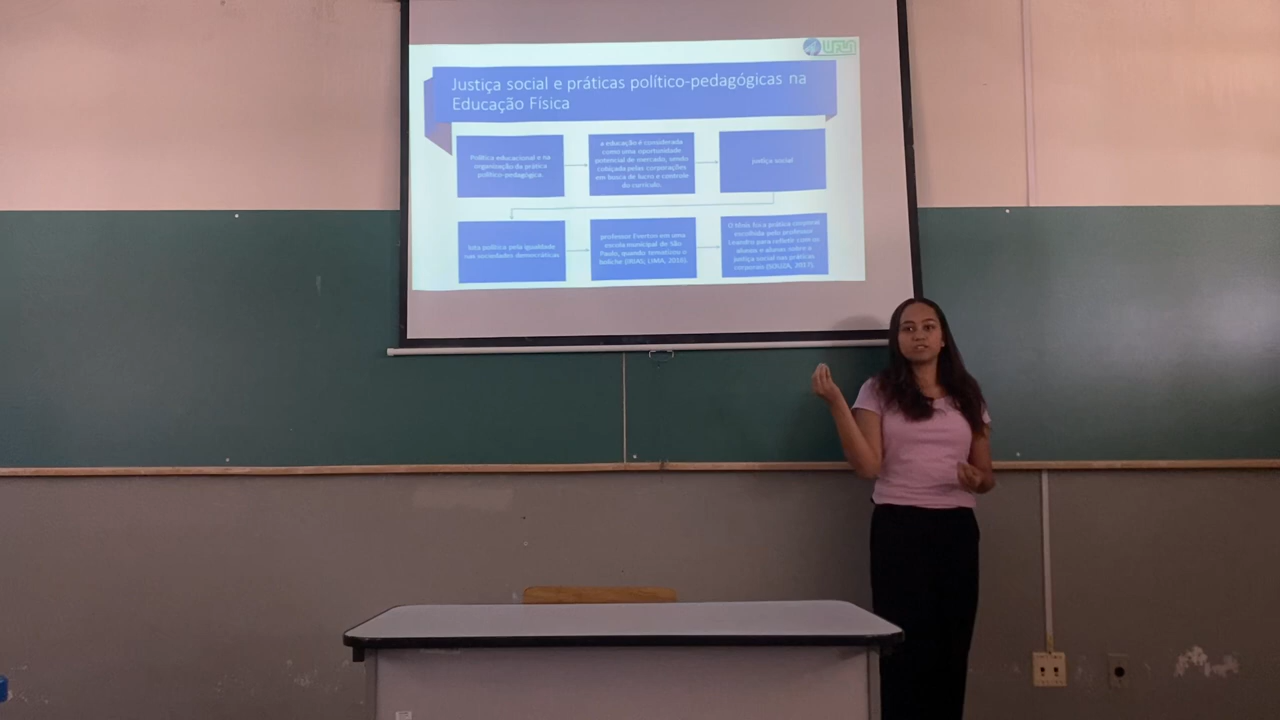 Justiça social e práticas político-pedagógicas na
Educação Física
Política educacional e na
organização da prática
político-pedagógica.
a educação é considerada
como uma oportunidade
potencial de mercado, sendo
cobiçada pelas corporações
em busca de lucro e controle
do currículo.
justiça social
luta política pela igualdade
nas sociedades democráticas
professor Everton em uma
escola municipal de São
Paulo, quando tematizou o
boliche (DIAS; LIMA, 2016).
O tênis foi a prática corporal
escolhida pelo professor
Leandro para refletir com os
alunos e alunas sobre a
justiça social nas práticas
corporais (SOUZA, 2017).